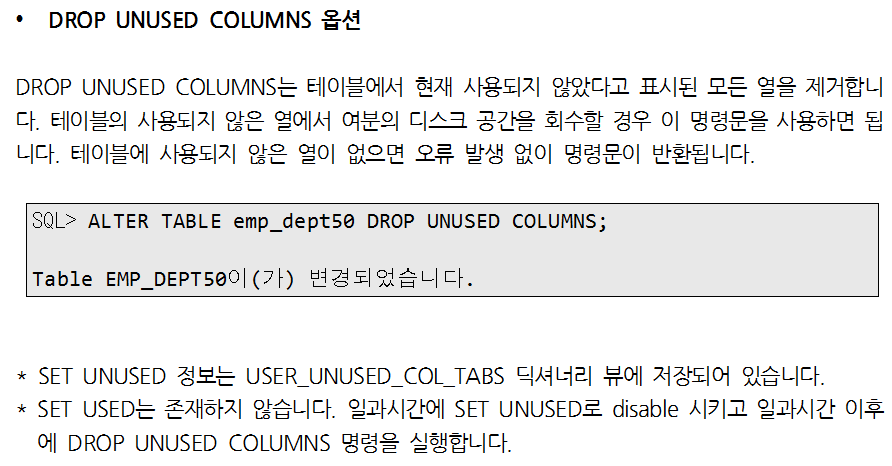 • DROP UNUSED COLUMNS 옵션
DROP UNUSED COLUMNS는 테이블에서 현재 사용되지 않았다고 표시된 모든 열을 제거합니
다. 테이블의 사용되지 않은 열에서 여분의 디스크 공간을 회수할 경우 이 명령문을 사용하면 됩
니다. 테이블에 사용되지 않은 열이 없으면 오류 발생 없이 명령문이 반환됩니다.
SQL> ALTER TABLE emp_dept50 DROP UNUSED COLUMNS;
Table EMP_DEPT50이(가) 변경되었습니다.
* SET UNUSED 정보는 USER_UNUSED_COL_TABS 딕셔너리 뷰에 저장되어 있습니다.
* SET USED는 존재하지 않습니다. 일과시간에 SET UNUSED로 disable 시키고 일과시간 이후
에 DROP UNUSED COLUMNS 명령을 실행합니다.